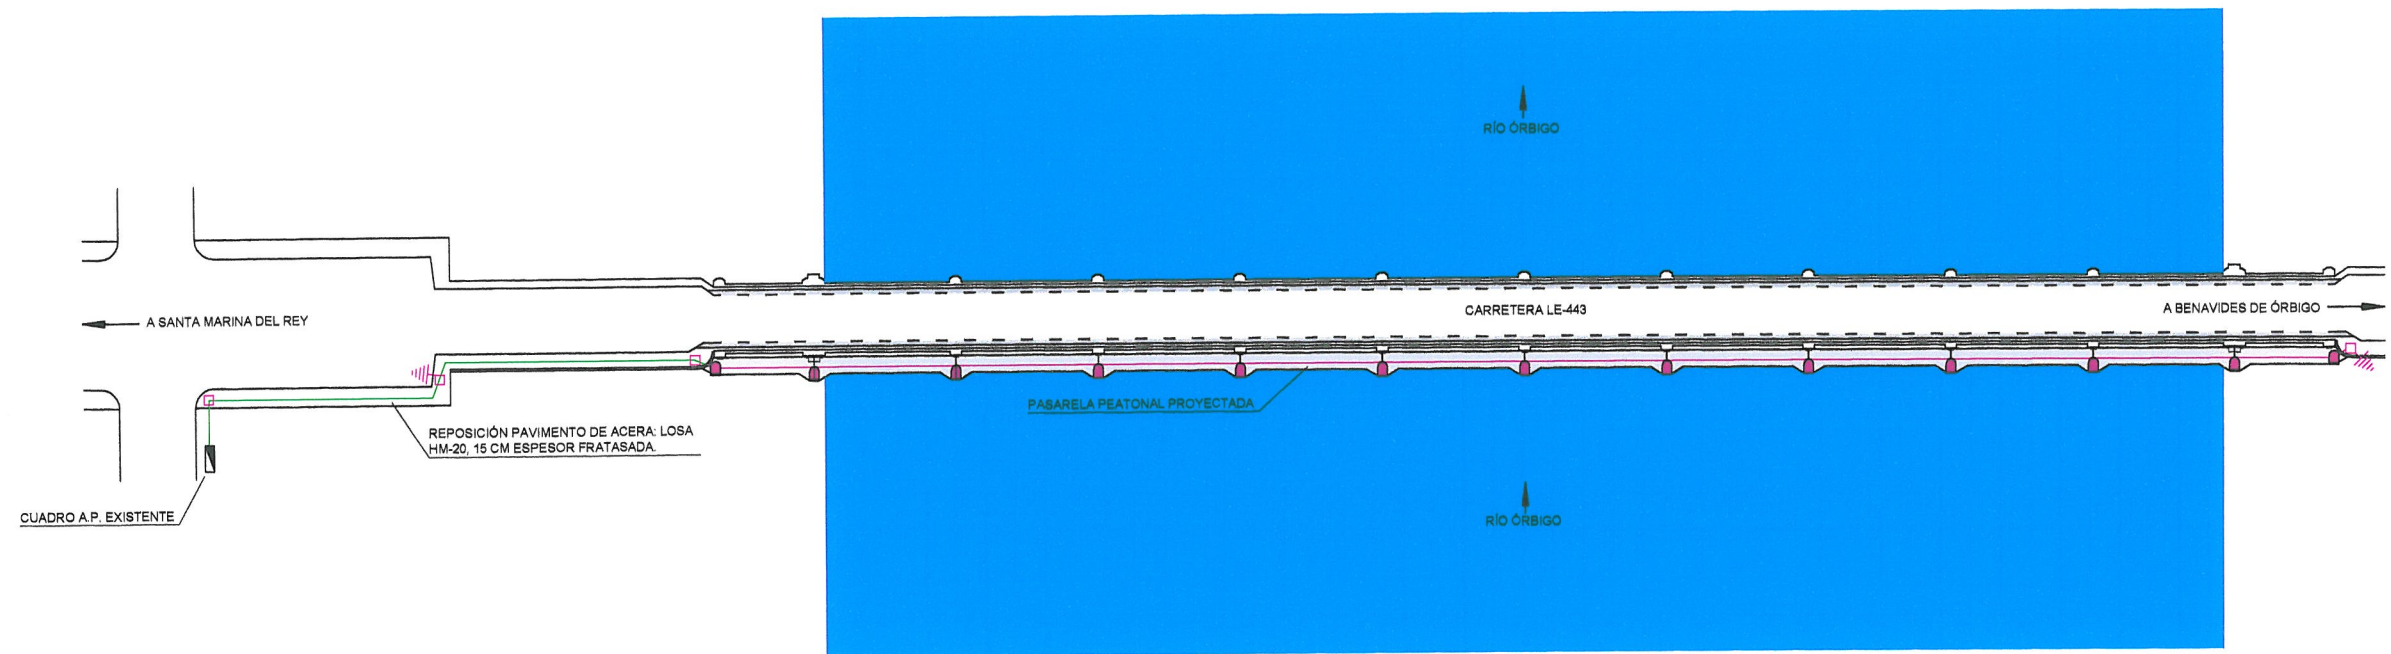 RÍO ÓRBIGO
CARRETERA LE-443
A BENAVIDES DE ÓRBIGO
A SANTA MARINA DEL REY
PASARELA PEATONAL PROYECTADA
REPOSICIÓN PAVIMENTO DE ACERA: LOSA
HM-20, 15 CM ESPESOR FRATASADA.
CUADRO A.P. EXISTENTE
RÍO ÓRBIGO